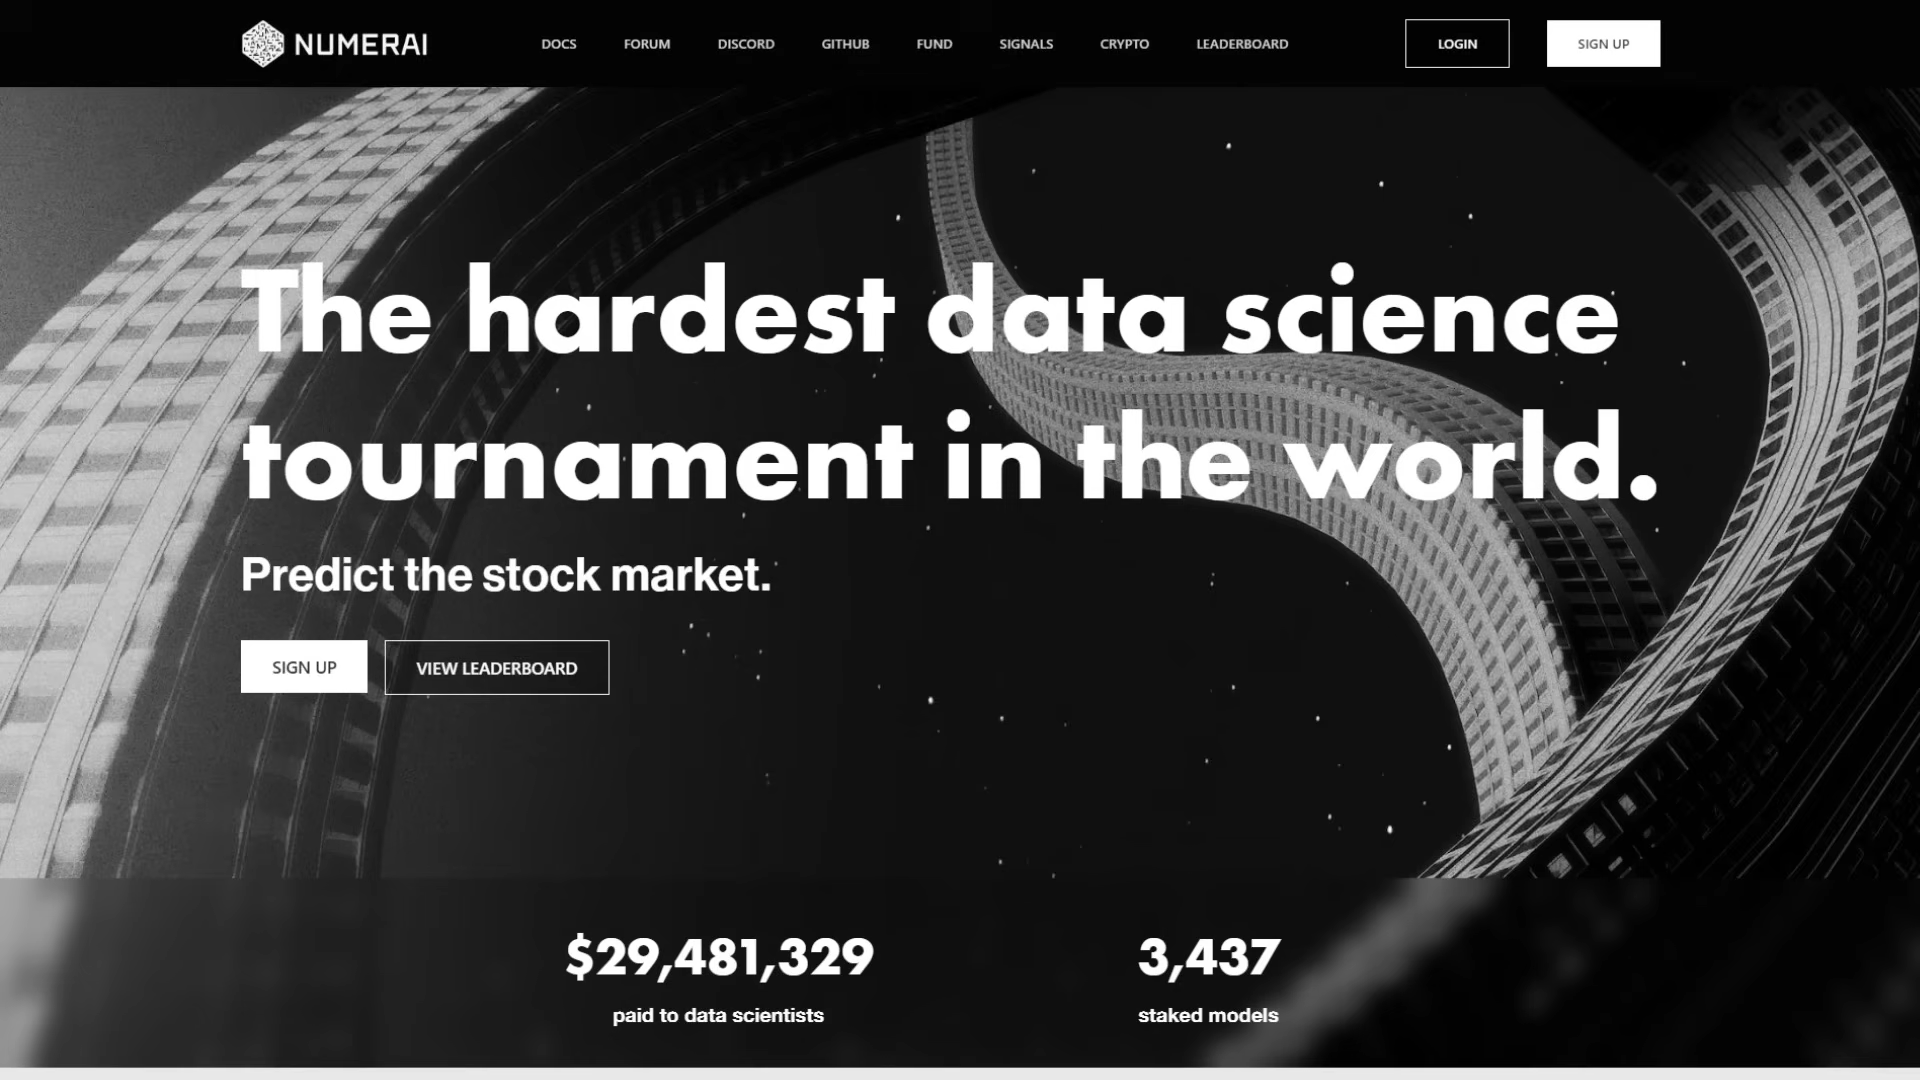 NUMERAI
DOCS FORUM DISCORD GITHUB FUND SIGNALS CRYPTO LEADERBOARD LOGIN SIGN UP
The hardest data science
tournament in the world.
Predict the stock market.
SIGN UP VIEW LEADERBOARD
$29,481,329
paid to data scientists
3,437
staked models